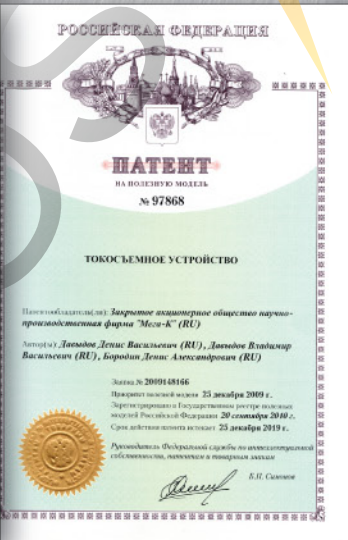 РОССИЙСКАЯ ФЕДЕРАЦИЯ
ПАТЕНТ
НА ПОЛЕЗНУЮ МОДЕЛЬ
№ 97868
ТОКОСЪЕМНОЕ УСТРОЙСТВО
Патентообладатель(ли): Закрытое акционерное общество научно-
производственная фирма "Мега-К" (RU)
Автор(ы): Давыдов Денис Васильевич (RU), Давыдов Владимир
Васильевич (RU), Бородин Денис Александрович (RU)
Заявка № 2009148166
Приоритет полезной модели 25 декабря 2009 г.
Зарегистрировано в Государственном реестре полезных
моделей Российской Федерации 20 сентября 2010 г.
Срок действия патента истекает 25 декабря 2019 г.
Руководитель Федеральной службы по интеллектуальной
собственности, патентам и товарным знакам
Б.П. Симонов